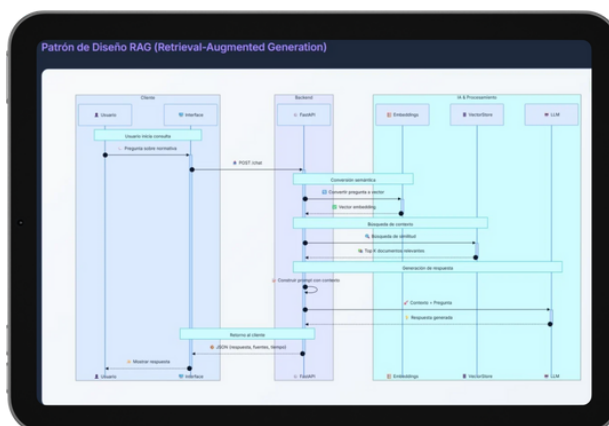 Patrón de Diseño RAG (Retrieval-Augmented Generation)
Cliente
Backend
IA & Procesamiento
Usuario
Interface
FastAPI
Embeddings
VectorStore
LLM
Usuario inicia consulta
Pregunta sobre normativa
POST /chat
Conversión semántica
Convertir pregunta a vector
Vector embedding
Búsqueda de contexto
Búsqueda de similitud
Top K documentos relevantes
Generación de respuesta
Construir prompt con contexto
Contexto + Pregunta
Respuesta generada
Retorno al cliente
JSON (respuesta, fuentes, tiempo)
Mostrar respuesta
Usuario
Interface
FastAPI
Embeddings
VectorStore
LLM